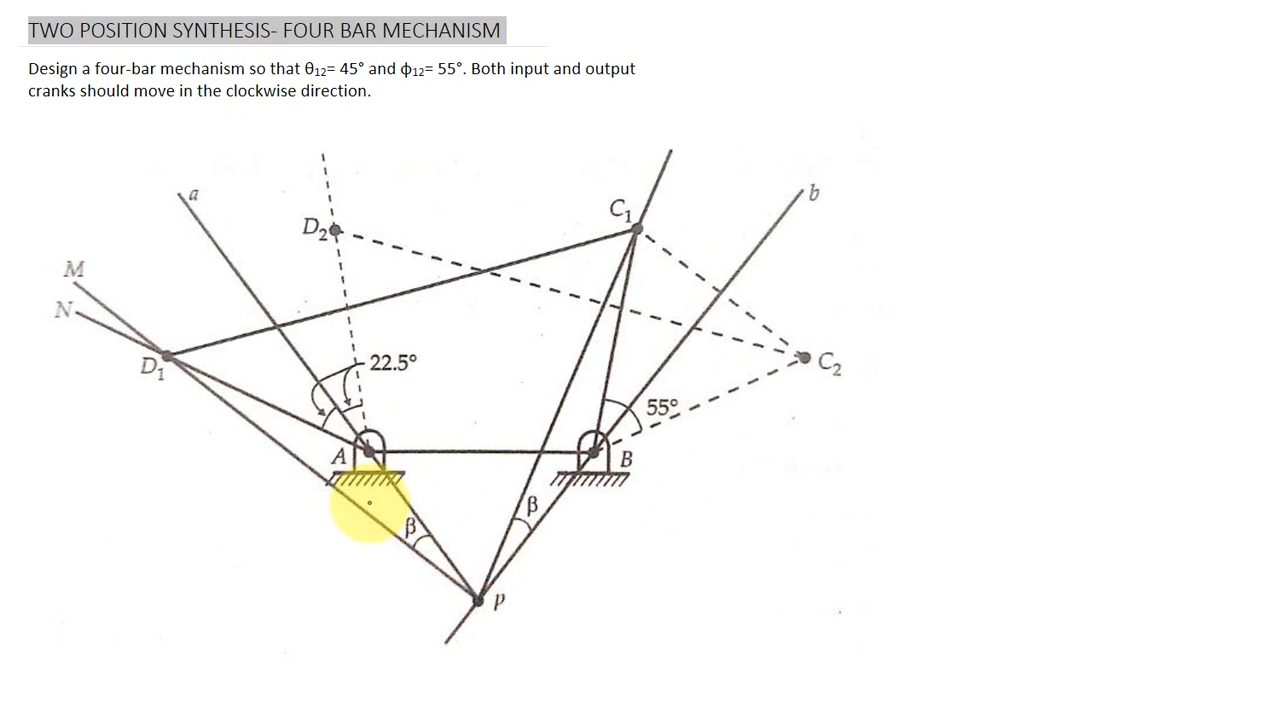 TWO POSITION SYNTHESIS- FOUR BAR MECHANISM
Design a four-bar mechanism so that θ₁₂= 45° and ϕ₁₂= 55°. Both input and output
cranks should move in the clockwise direction.
a
D₂
C₁
b
M
N
D₁
22.5°
C₂
55°
A
B
β
β
P